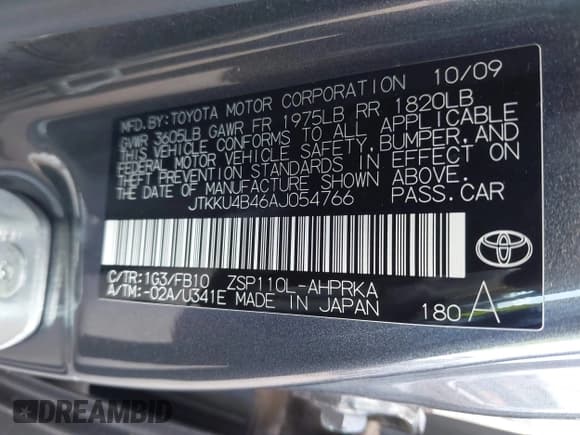 MFD.BY:TOYOTA MOTOR CORPORATION 10/09
GVWR 3605LB GAWR FR 1975LB RR 1820LB
THIS VEHICLE CONFORMS TO ALL APPLICABLE
FEDERAL MOTOR VEHICLE SAFETY,BUMPER,AND
THEFT PREVENTION STANDARDS IN EFFECT ON
THE DATE OF MANUFACTURE SHOWN ABOVE.
JTKKU4B46AJ054766 PASS.CAR
C/TR:1G3/FB10 ZSP110L-AHPRKA
A/TM:-02A/U341E MADE IN JAPAN 180 A
DREAMBID